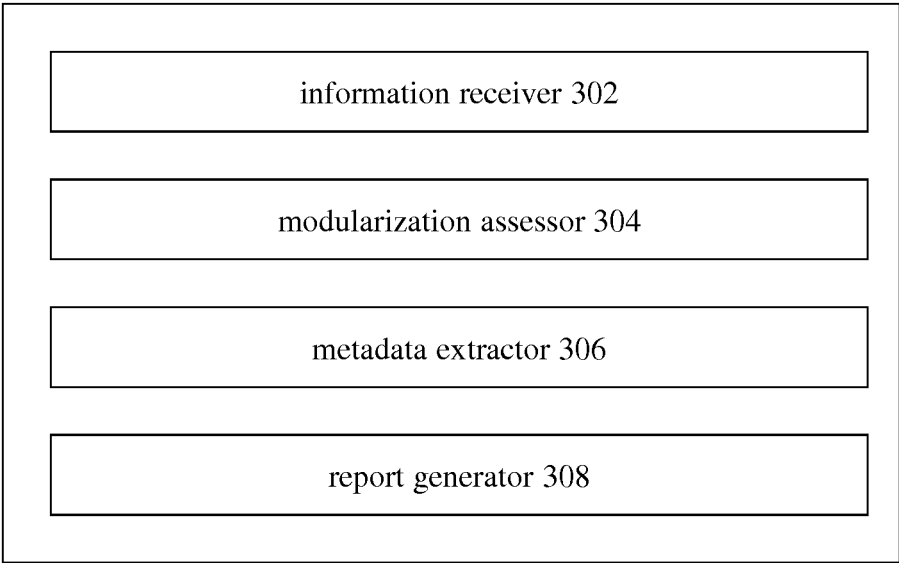 information receiver 302
modularization assessor 304
metadata extractor 306
report generator 308